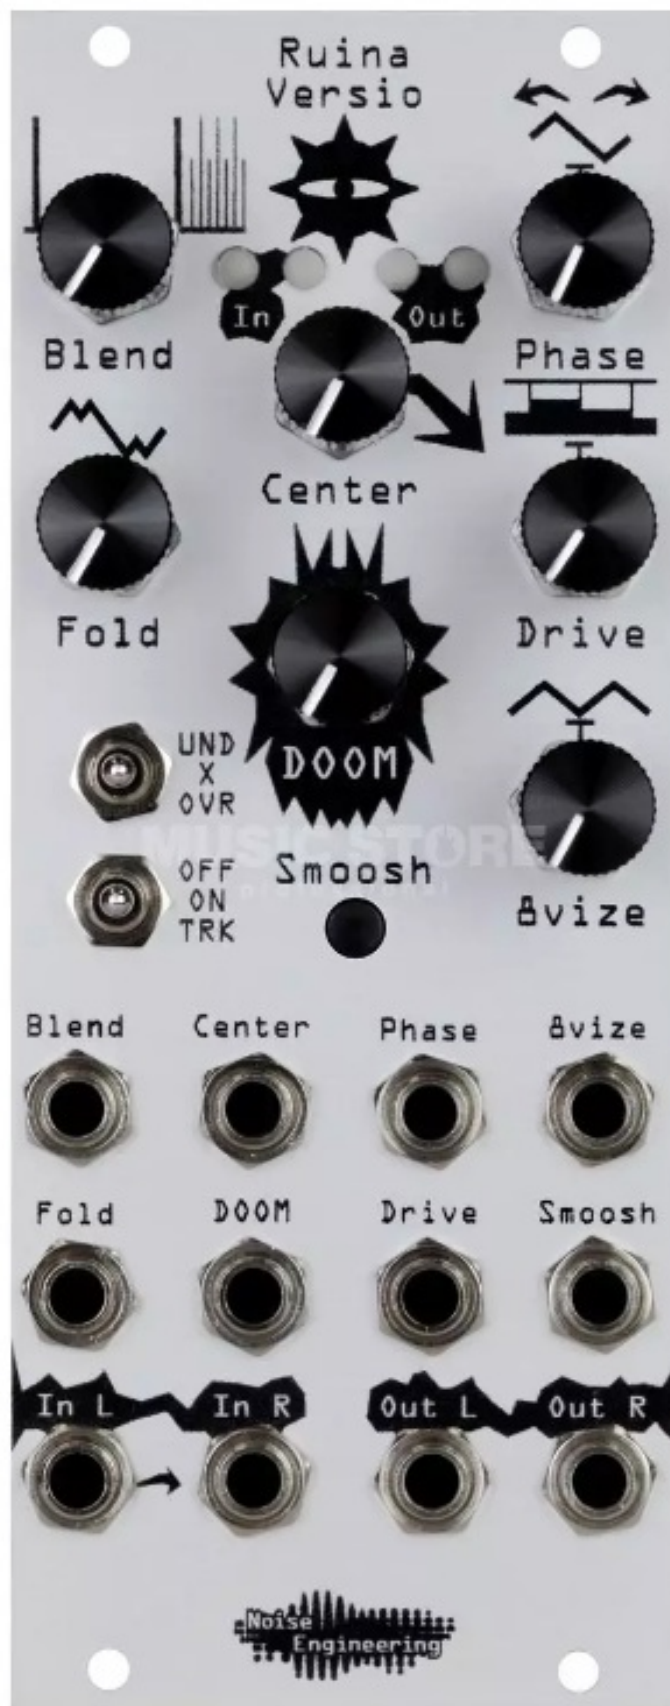 Ruina
Versio
In
Out
Blend
Phase
Center
Fold
Drive
DOOM
UND
X
OVR
OFF
ON
TRK
Smoosh
8vize
MUSIC STORE
professional
Blend Center Phase 8vize
Fold DOOM Drive Smoosh
In L In R Out L Out R
Noise
Engineering